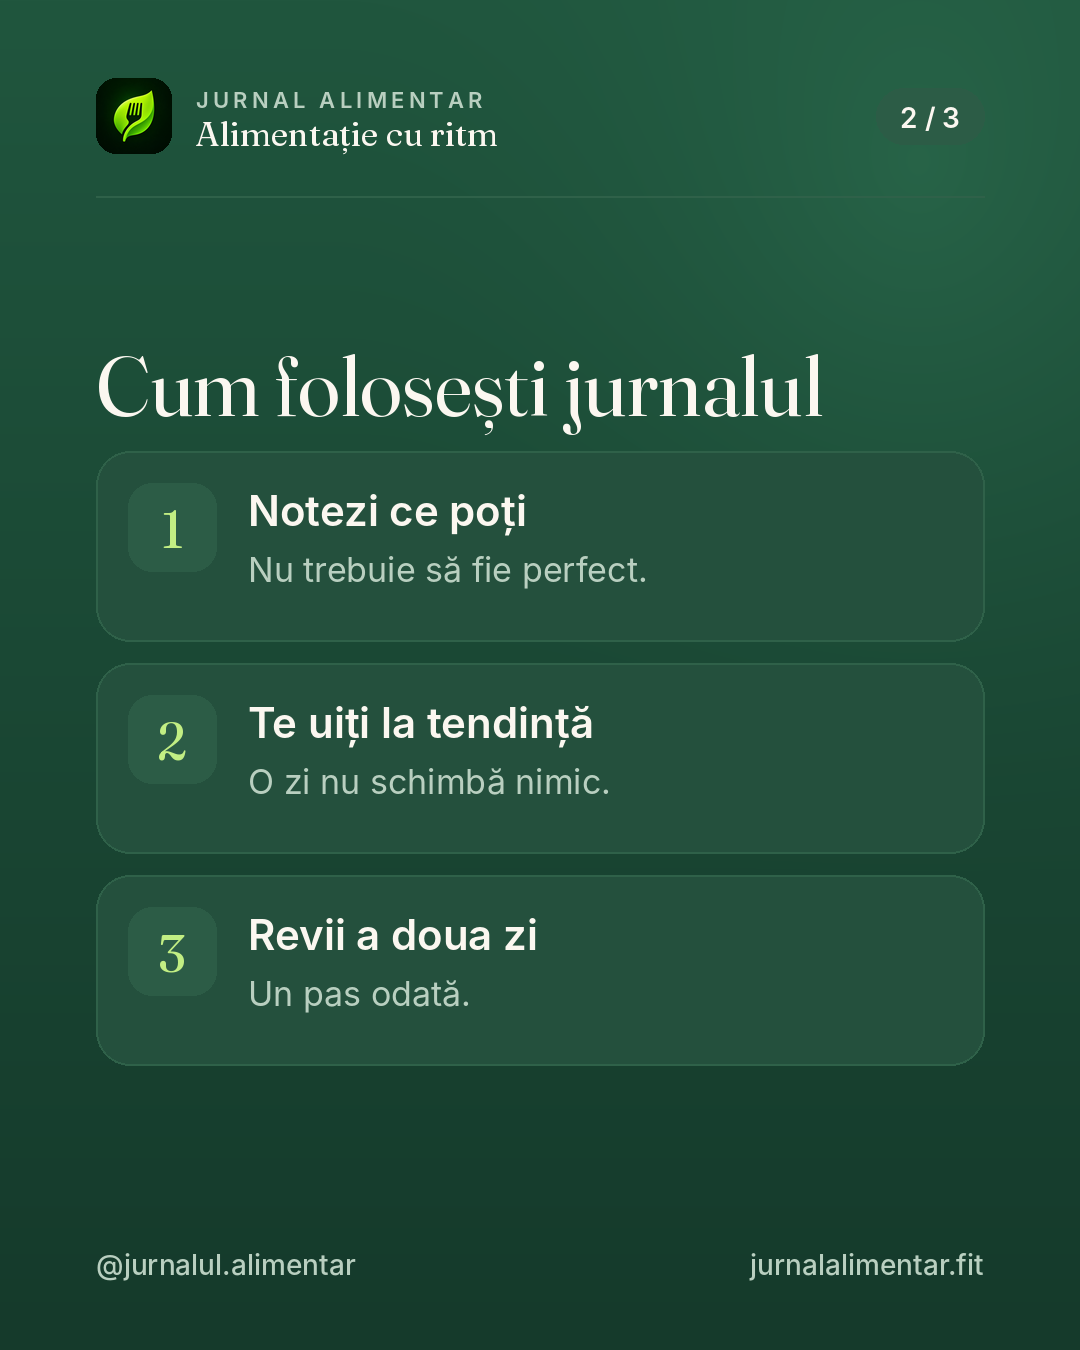 JURNAL ALIMENTAR
Alimentație cu ritm
2 / 3
Cum folosești jurnalul
1
Notezi ce poți
Nu trebuie să fie perfect.
2
Te uiți la tendință
O zi nu schimbă nimic.
3
Revii a doua zi
Un pas odată.
@jurnalul.alimentar
jurnalalimentar.fit